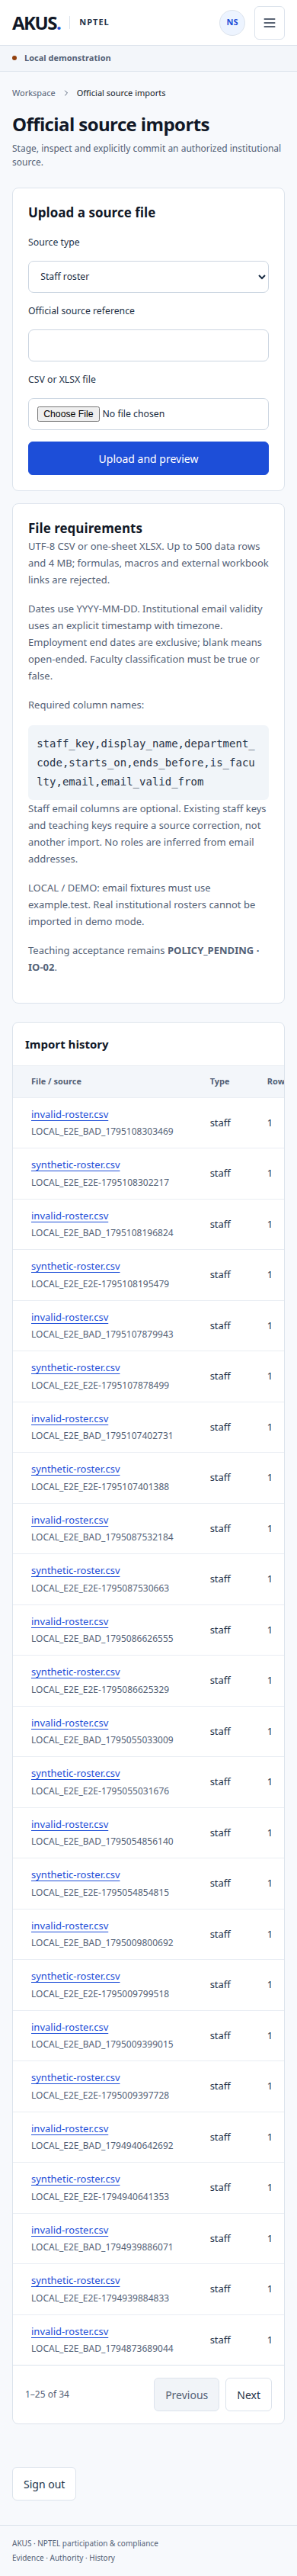 AKUS. NPTEL NS
Local demonstration
Workspace > Official source imports
Official source imports
Stage, inspect and explicitly commit an authorized institutional
source.
Upload a source file
Source type
Staff roster
Official source reference
CSV or XLSX file
Choose File No file chosen
Upload and preview
File requirements
UTF-8 CSV or one-sheet XLSX. Up to 500 data rows
and 4 MB; formulas, macros and external workbook
links are rejected.
Dates use YYYY-MM-DD. Institutional email validity
uses an explicit timestamp with timezone.
Employment end dates are exclusive; blank means
open-ended. Faculty classification must be true or
false.
Required column names:
staff_key,display_name,department_
code,starts_on,ends_before,is_facu
lty,email,email_valid_from
Staff email columns are optional. Existing staff keys
and teaching keys require a source correction, not
another import. No roles are inferred from email
addresses.
LOCAL / DEMO: email fixtures must use
example.test. Real institutional rosters cannot be
imported in demo mode.
Teaching acceptance remains POLICY_PENDING ·
IO-02.
Import history
File / source Type Row
invalid-roster.csv
LOCAL_E2E_BAD_1795108303469 staff 1
synthetic-roster.csv
LOCAL_E2E_E2E-1795108302217 staff 1
invalid-roster.csv
LOCAL_E2E_BAD_1795108196824 staff 1
synthetic-roster.csv
LOCAL_E2E_E2E-1795108195479 staff 1
invalid-roster.csv
LOCAL_E2E_BAD_1795107879943 staff 1
synthetic-roster.csv
LOCAL_E2E_E2E-1795107878499 staff 1
invalid-roster.csv
LOCAL_E2E_BAD_1795107402731 staff 1
synthetic-roster.csv
LOCAL_E2E_E2E-1795107401388 staff 1
invalid-roster.csv
LOCAL_E2E_BAD_1795087532184 staff 1
synthetic-roster.csv
LOCAL_E2E_E2E-1795087530663 staff 1
invalid-roster.csv
LOCAL_E2E_BAD_1795086626555 staff 1
synthetic-roster.csv
LOCAL_E2E_E2E-1795086625329 staff 1
invalid-roster.csv
LOCAL_E2E_BAD_1795055033009 staff 1
synthetic-roster.csv
LOCAL_E2E_E2E-1795055031676 staff 1
invalid-roster.csv
LOCAL_E2E_BAD_1795054856140 staff 1
synthetic-roster.csv
LOCAL_E2E_E2E-1795054854815 staff 1
invalid-roster.csv
LOCAL_E2E_BAD_1795009800692 staff 1
synthetic-roster.csv
LOCAL_E2E_E2E-1795009799518 staff 1
invalid-roster.csv
LOCAL_E2E_BAD_1795009399015 staff 1
synthetic-roster.csv
LOCAL_E2E_E2E-1795009397728 staff 1
invalid-roster.csv
LOCAL_E2E_BAD_1794940642692 staff 1
synthetic-roster.csv
LOCAL_E2E_E2E-1794940641353 staff 1
invalid-roster.csv
LOCAL_E2E_BAD_1794939886071 staff 1
synthetic-roster.csv
LOCAL_E2E_E2E-1794939884833 staff 1
invalid-roster.csv
LOCAL_E2E_BAD_1794873689044 staff 1
1–25 of 34 Previous Next
Sign out
AKUS · NPTEL participation & compliance
Evidence · Authority · History